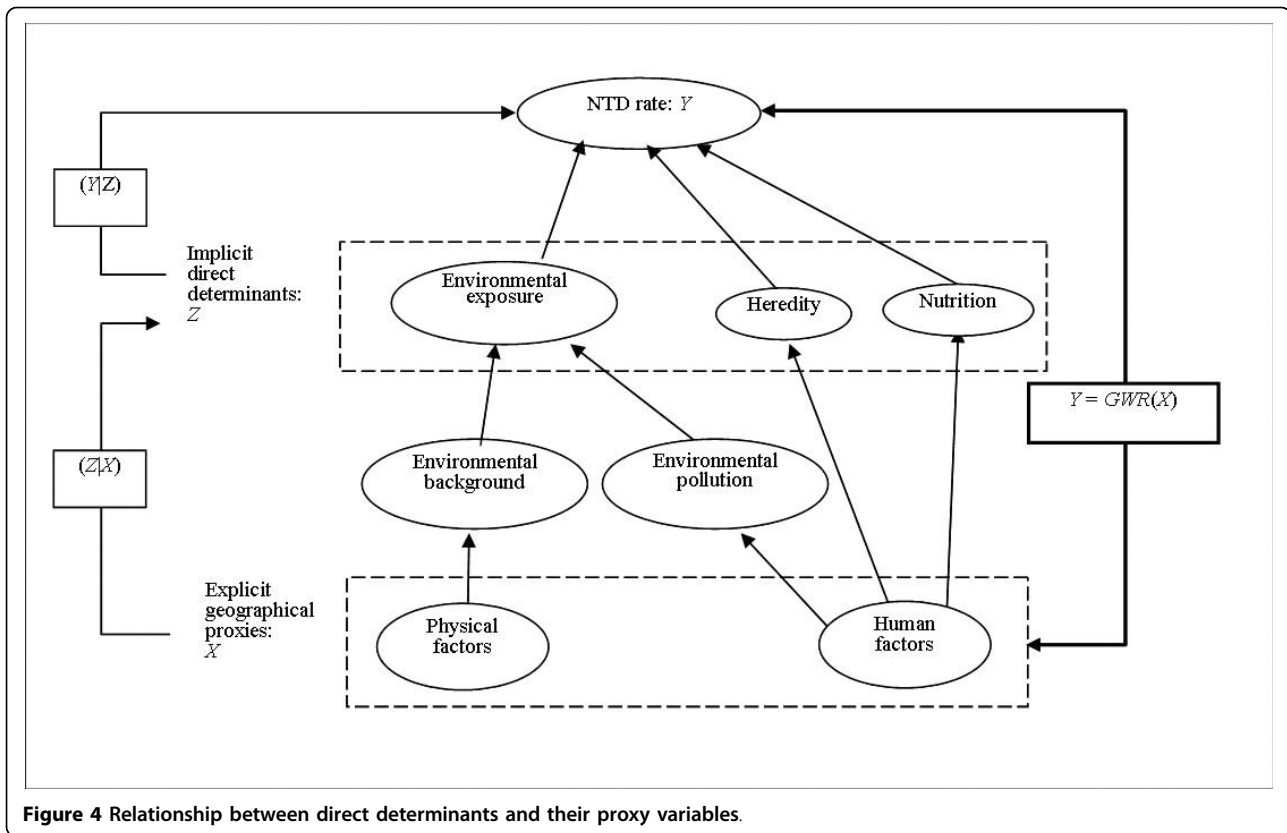 NTD rate: Y
(Y|Z)
Implicit
direct
determinants:
Z
Environmental
exposure
Heredity
Nutrition
Y = GWR(X)
(Z|X)
Environmental
background
Environmental
pollution
Explicit
geographical
proxies:
X
Physical
factors
Human
factors
Figure 4 Relationship between direct determinants and their proxy variables.